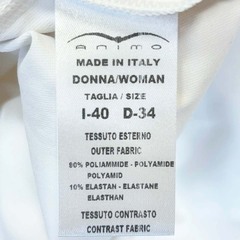 ANIMO
MADE IN ITALY
DONNA/WOMAN
TAGLIA / SIZE
I-40 D-34
TESSUTO ESTERNO
OUTER FABRIC
90% POLIAMMIDE - POLYAMIDE
POLYAMID
10% ELASTAN - ELASTANE
ELASTHAN
TESSUTO CONTRASTO
CONTRAST FABRIC